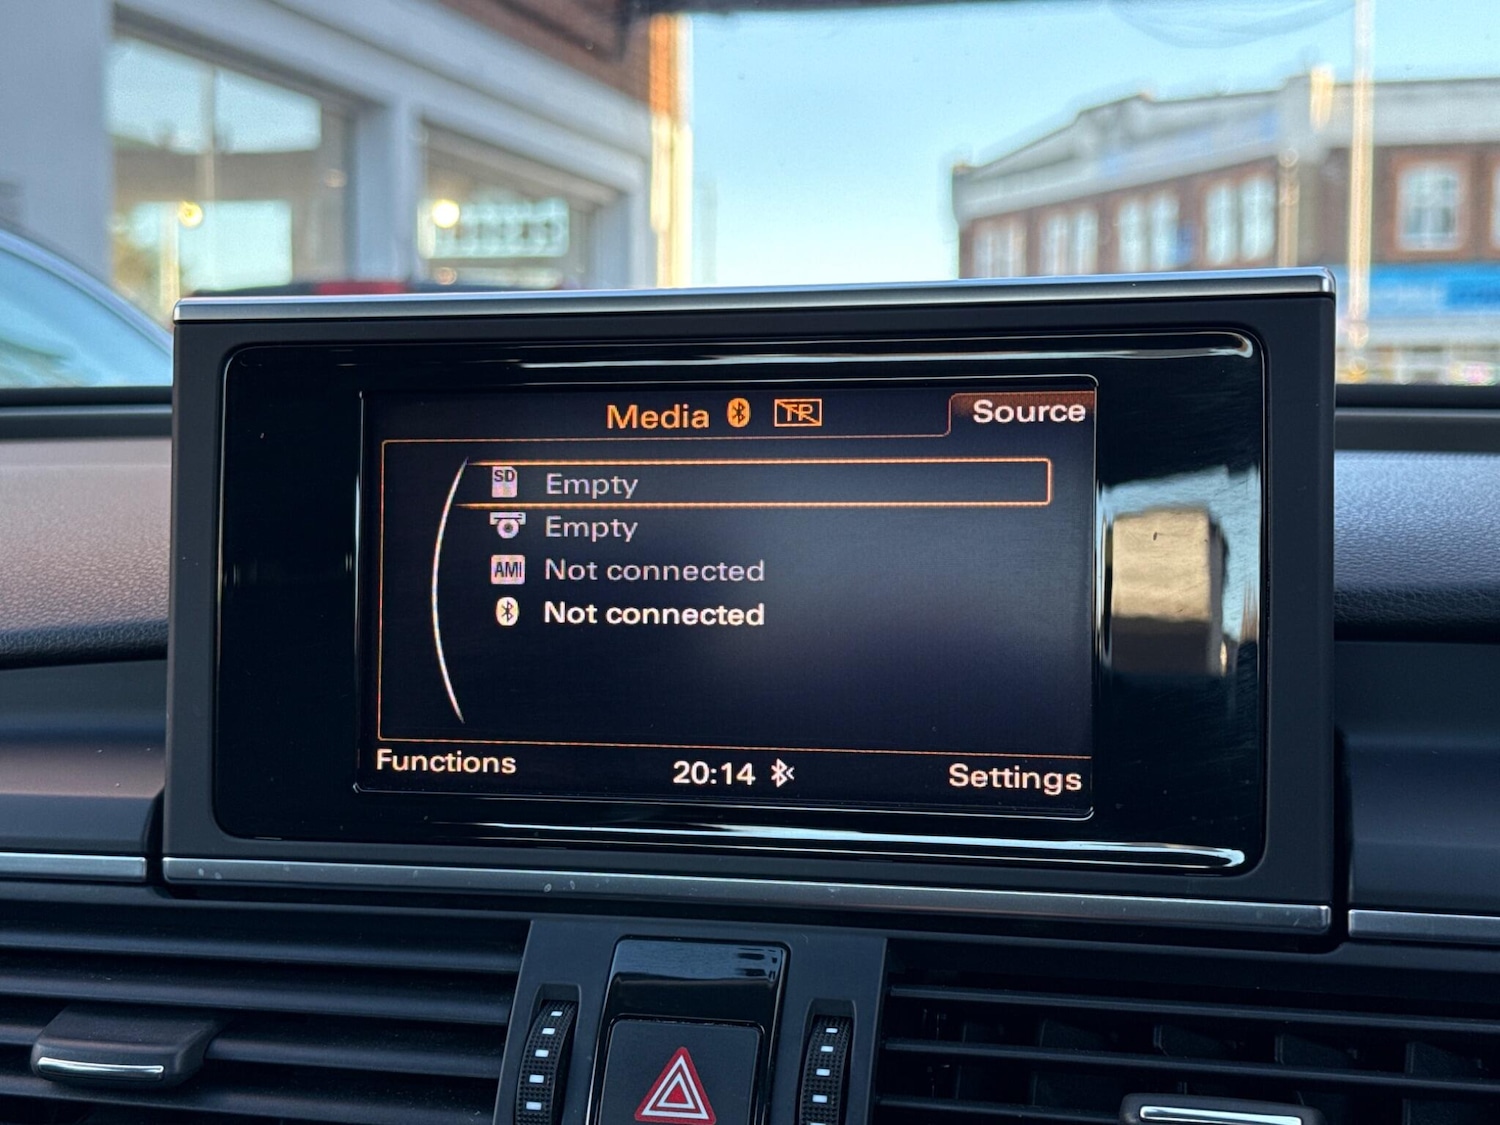 Media TP Source
SD Empty
Empty
AMI Not connected
Not connected
Functions 20:14 Settings